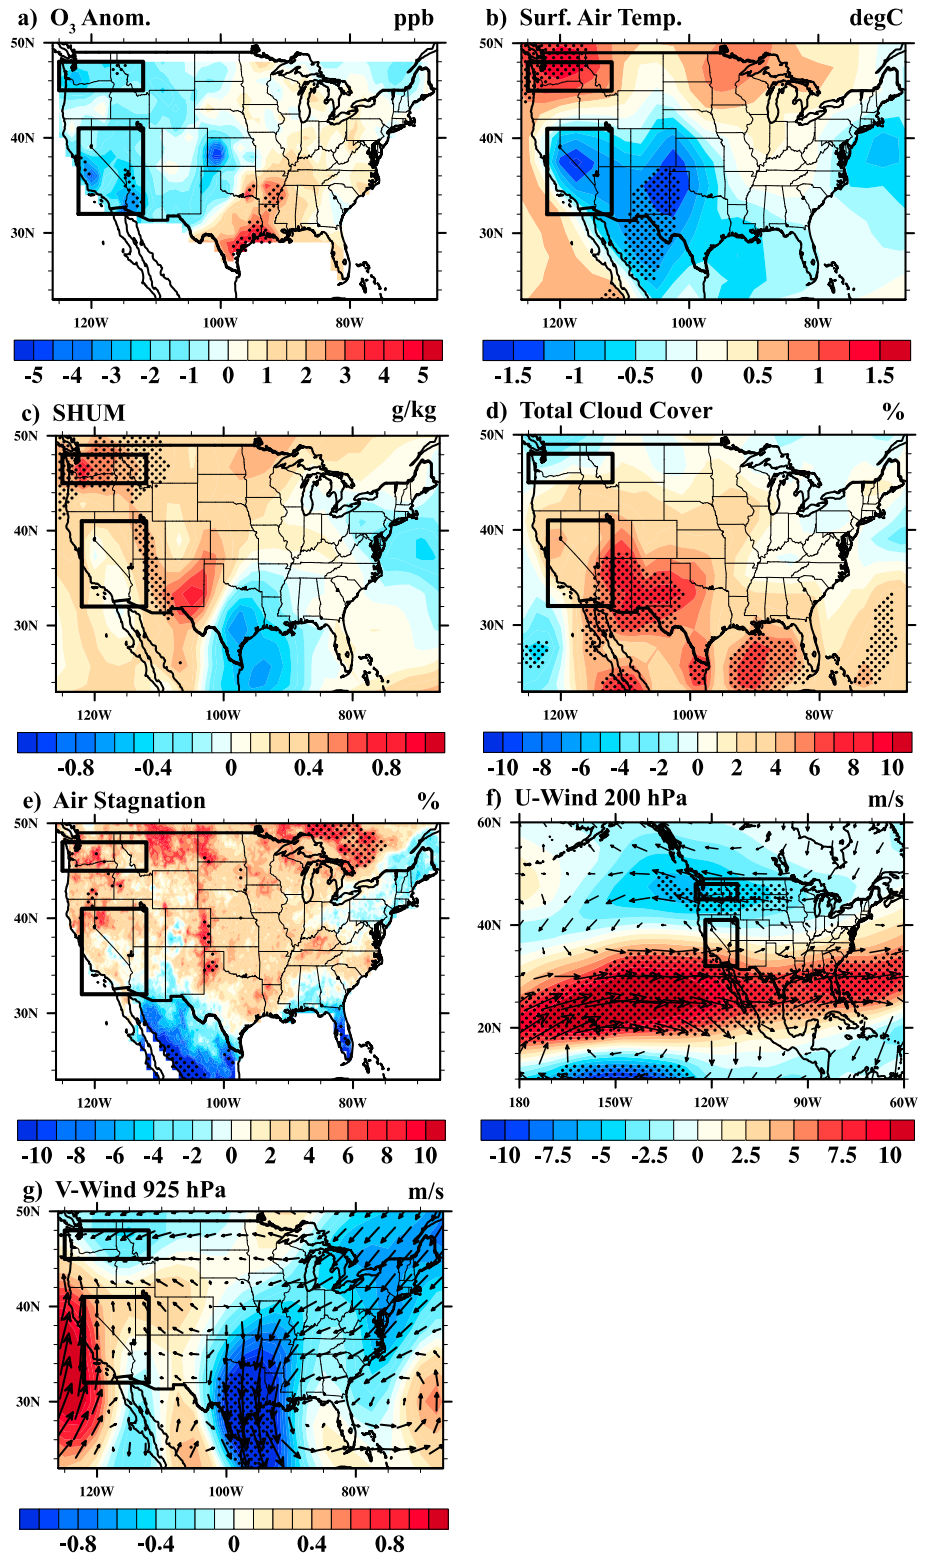 a) O3 Anom. ppb
50N
40N
30N
120W 100W 80W
-5 -4 -3 -2 -1 0 1 2 3 4 5
b) Surf. Air Temp. degC
50N
40N
30N
120W 100W 80W
-1.5 -1 -0.5 0 0.5 1 1.5
c) SHUM g/kg
50N
40N
30N
120W 100W 80W
-0.8 -0.4 0 0.4 0.8
d) Total Cloud Cover %
50N
40N
30N
120W 100W 80W
-10 -8 -6 -4 -2 0 2 4 6 8 10
e) Air Stagnation %
50N
40N
30N
120W 100W 80W
-10 -8 -6 -4 -2 0 2 4 6 8 10
f) U-Wind 200 hPa m/s
60N
40N
20N
180 150W 120W 90W 60W
-10 -7.5 -5 -2.5 0 2.5 5 7.5 10
g) V-Wind 925 hPa m/s
50N
40N
30N
120W 100W 80W
-0.8 -0.4 0 0.4 0.8